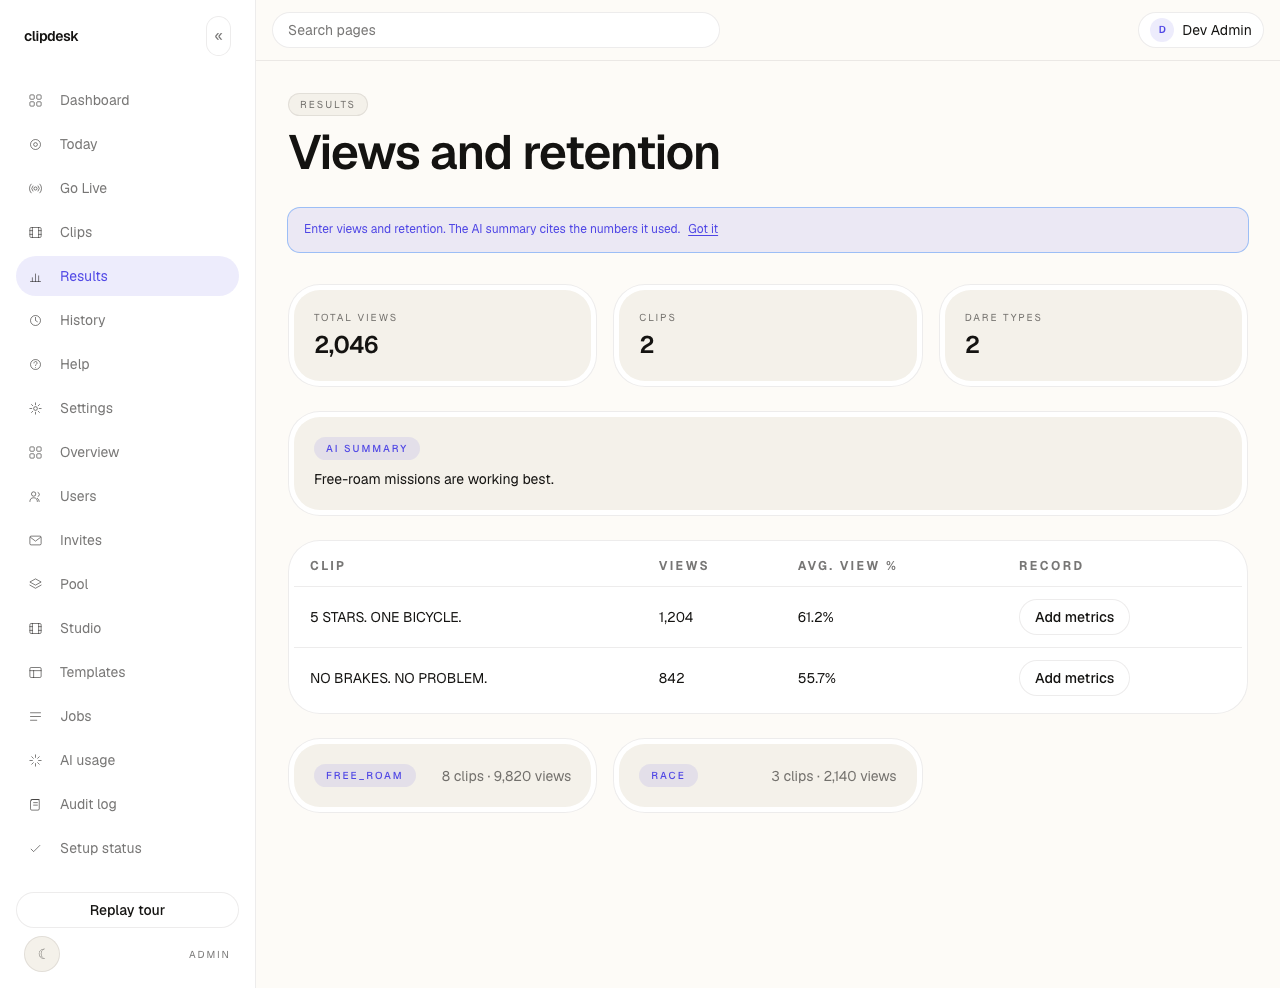 clipdesk
«
Search pages
D
Dev Admin
Dashboard
Today
Go Live
Clips
Results
History
Help
Settings
Overview
Users
Invites
Pool
Studio
Templates
Jobs
AI usage
Audit log
Setup status
Replay tour
ADMIN
RESULTS
Views and retention
Enter views and retention. The AI summary cites the numbers it used. Got it
TOTAL VIEWS
2,046
CLIPS
2
DARE TYPES
2
AI SUMMARY
Free-roam missions are working best.
CLIP VIEWS AVG. VIEW % RECORD
5 STARS. ONE BICYCLE. 1,204 61.2% Add metrics
NO BRAKES. NO PROBLEM. 842 55.7% Add metrics
FREE_ROAM 8 clips · 9,820 views
RACE 3 clips · 2,140 views